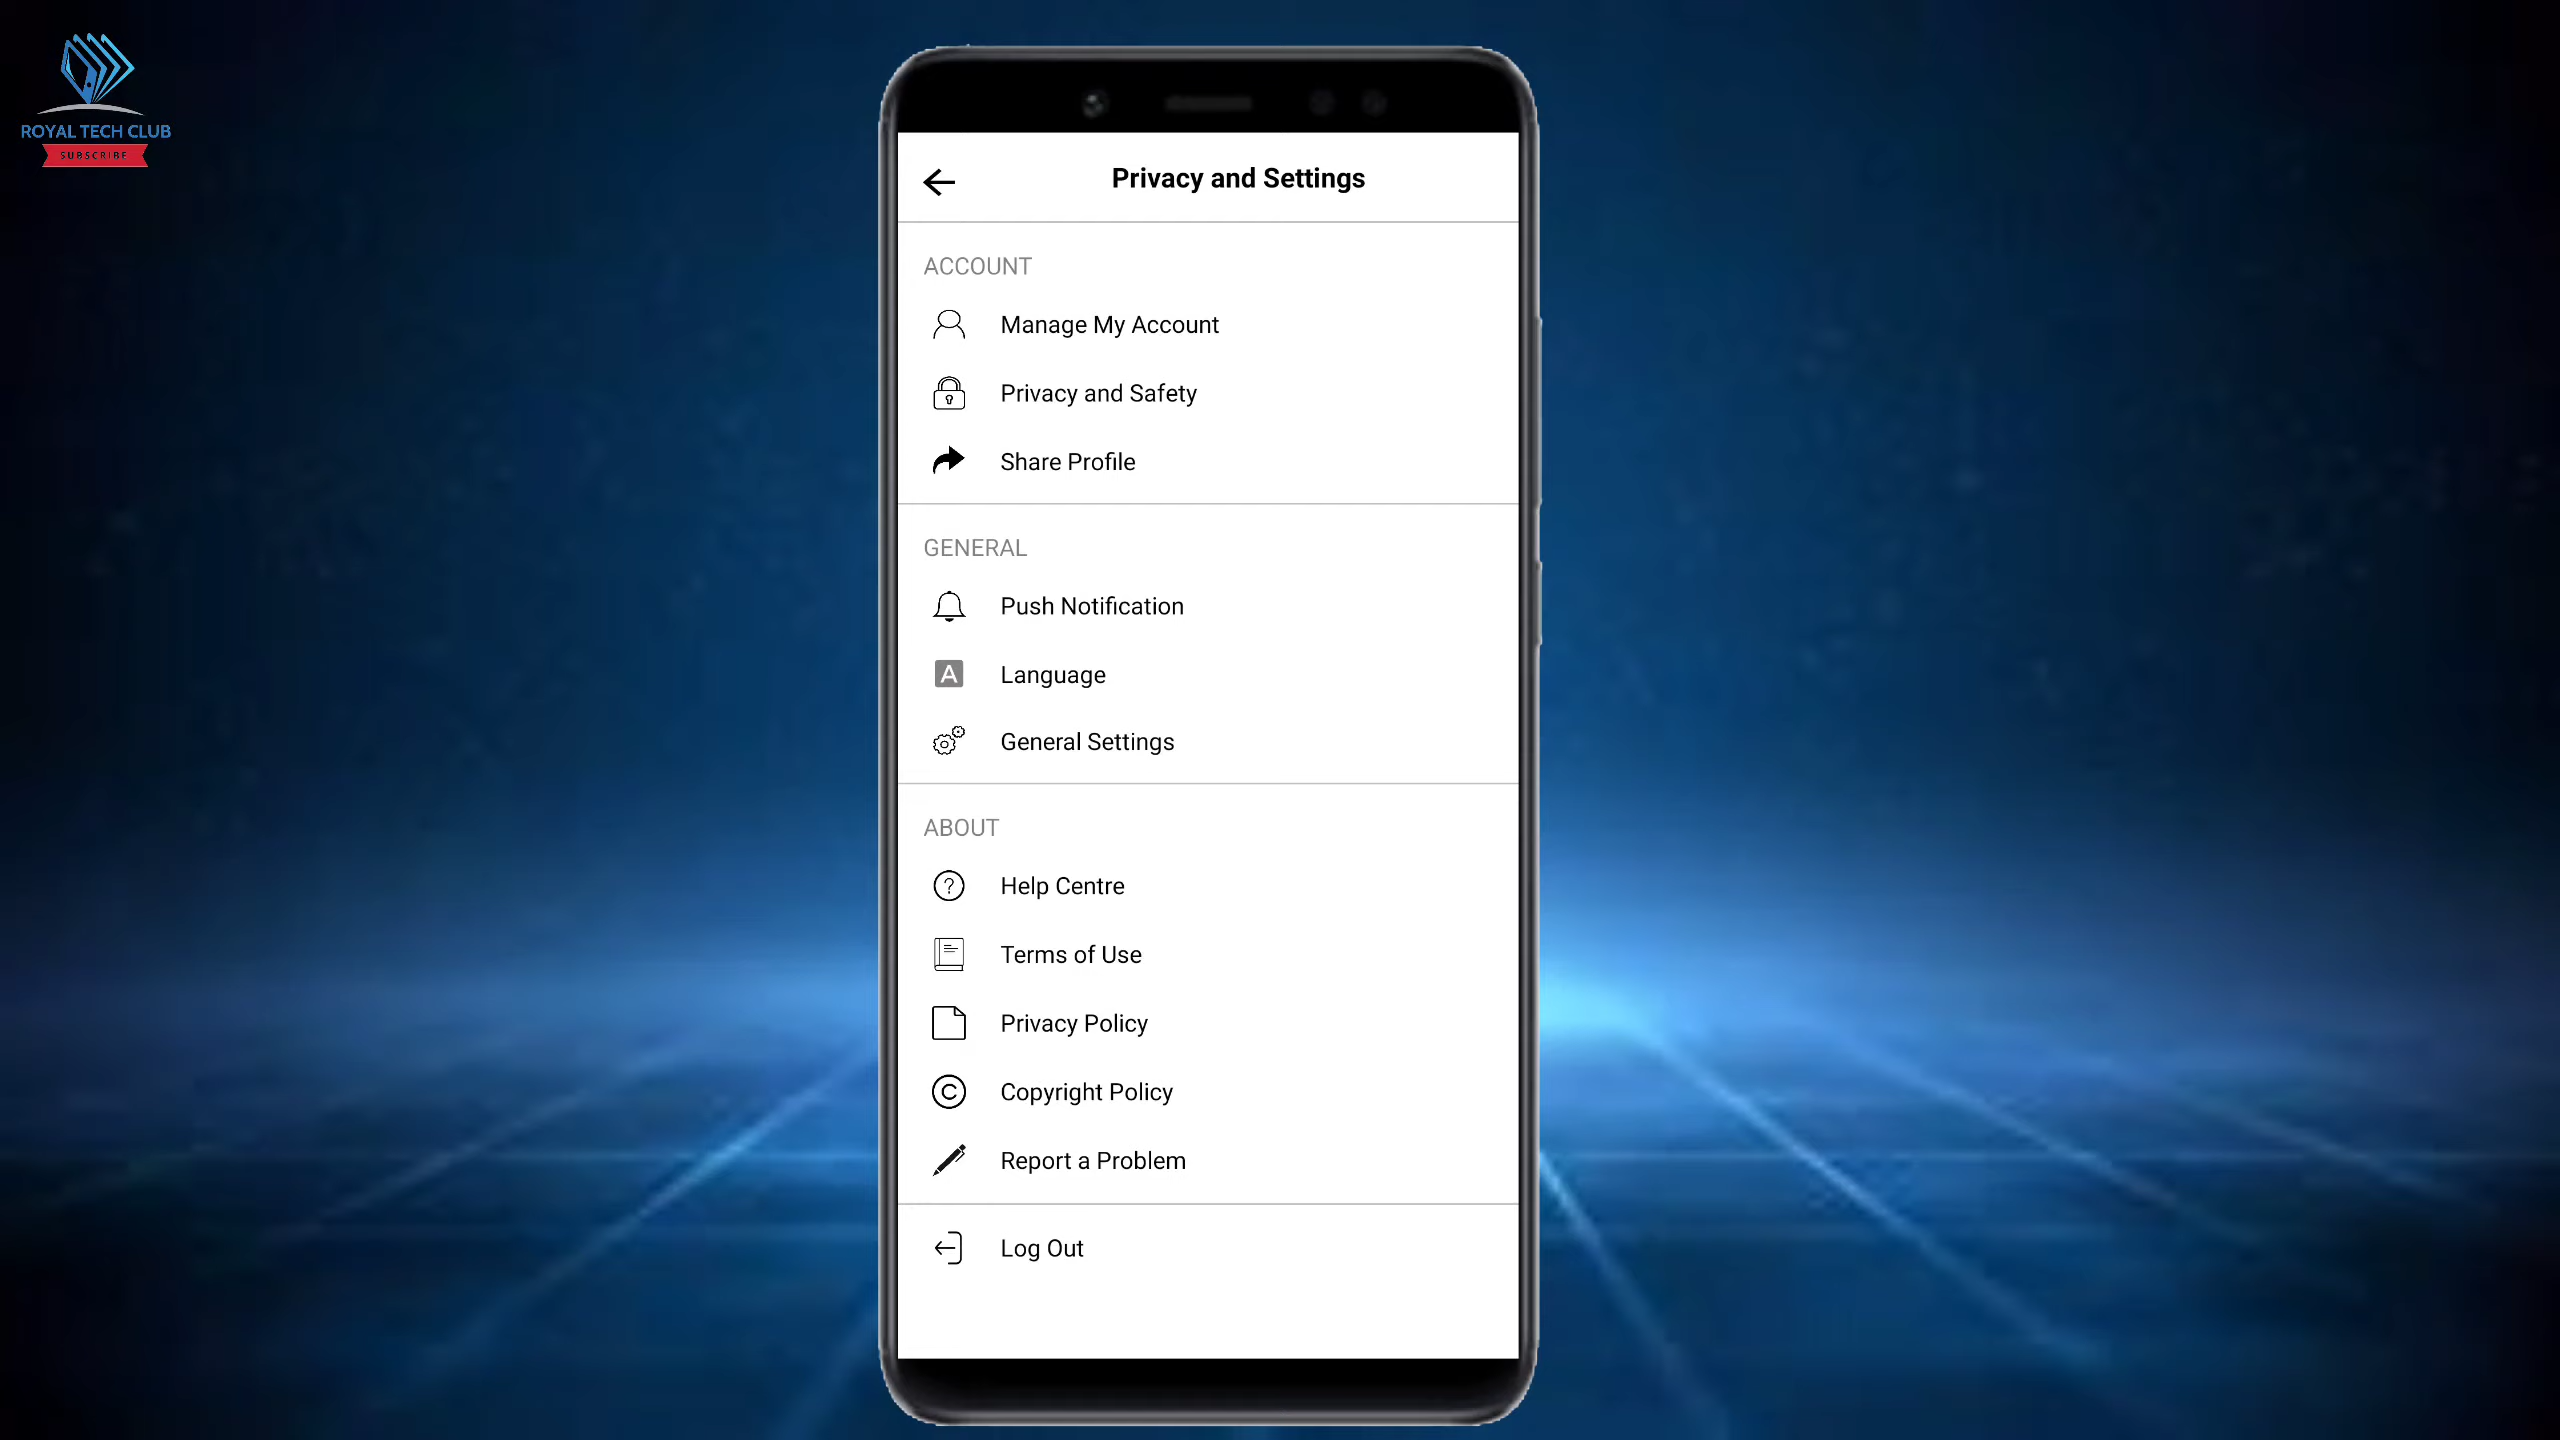 ROYAL TECH CLUB
SUBSCRIBE
Privacy and Settings
ACCOUNT
Manage My Account
Privacy and Safety
Share Profile
GENERAL
Push Notification
A Language
General Settings
ABOUT
? Help Centre
Terms of Use
Privacy Policy
© Copyright Policy
Report a Problem
Log Out